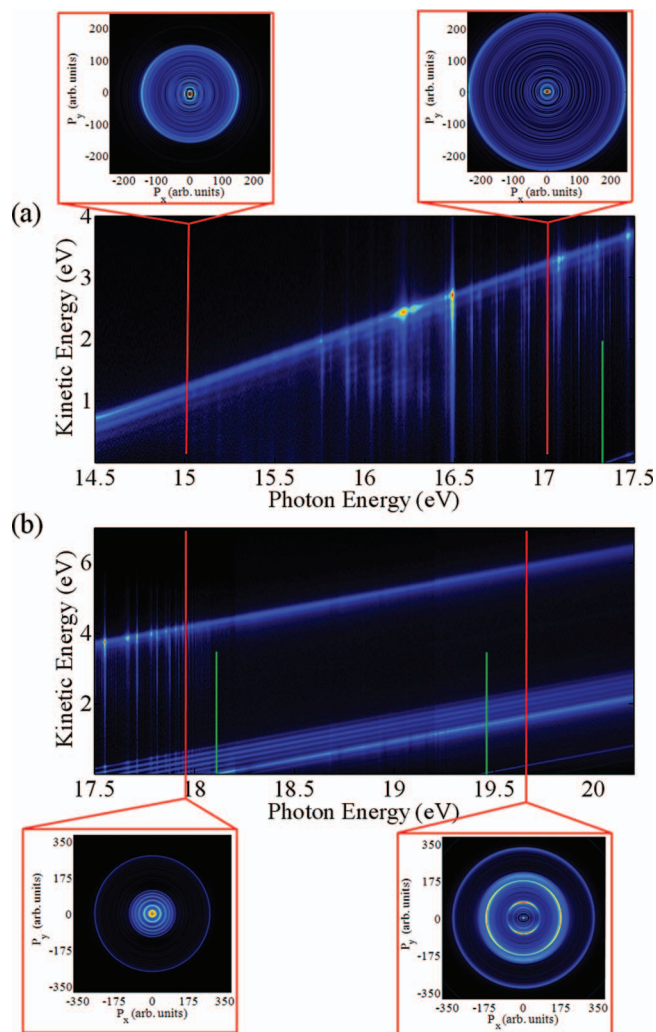 200
100
0
-100
-200
P_y (arb. units)
-200 -100 0 100 200
P_x (arb. units)
200
100
0
-100
-200
P_y (arb. units)
-200 -100 0 100 200
P_x (arb. units)
(a)
4
3
2
1
Kinetic Energy (eV)
14.5 15 15.5 16 16.5 17 17.5
Photon Energy (eV)
(b)
6
4
2
Kinetic Energy (eV)
17.5 18 18.5 19 19.5 20
Photon Energy (eV)
350
175
0
-175
-350
P_y (arb. units)
-350 -175 0 175 350
P_x (arb. units)
350
175
0
-175
-350
P_y (arb. units)
-350 -175 0 175 350
P_x (arb. units)